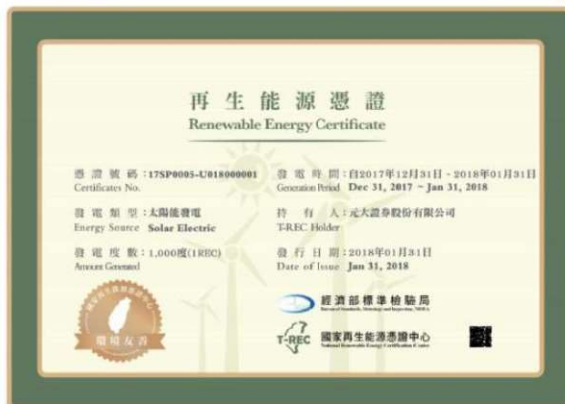 再生能源憑證
Renewable Energy Certificate
憑證號碼：17SP0005-U018000001
Certificates No.
發電時間：自2017年12月31日 - 2018年01月31日
Generation Period Dec 31, 2017 ~ Jan 31, 2018
發電類型：太陽能發電
Energy Source Solar Electric
持有人：元大證券股份有限公司
T-REC Holder
發電度數：1,000度(1REC)
Amount Generated
發行日期：2018年01月31日
Date of Issue Jan 31, 2018
經濟部標準檢驗局
Bureau of Standards, Metrology and Inspection, MOEA
T-REC
國家再生能源憑證中心
National Renewable Energy Certification Center
環境友善